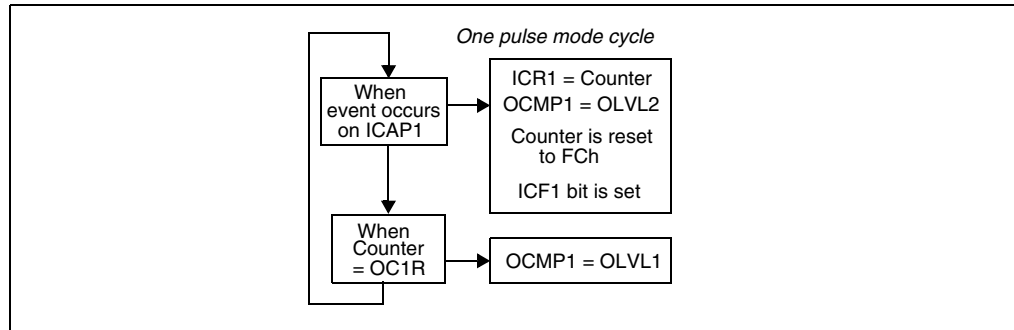 One pulse mode cycle
When
event occurs
on ICAP1
ICR1 = Counter
OCMP1 = OLVL2
Counter is reset
to FCh
ICF1 bit is set
When
Counter
= OC1R
OCMP1 = OLVL1